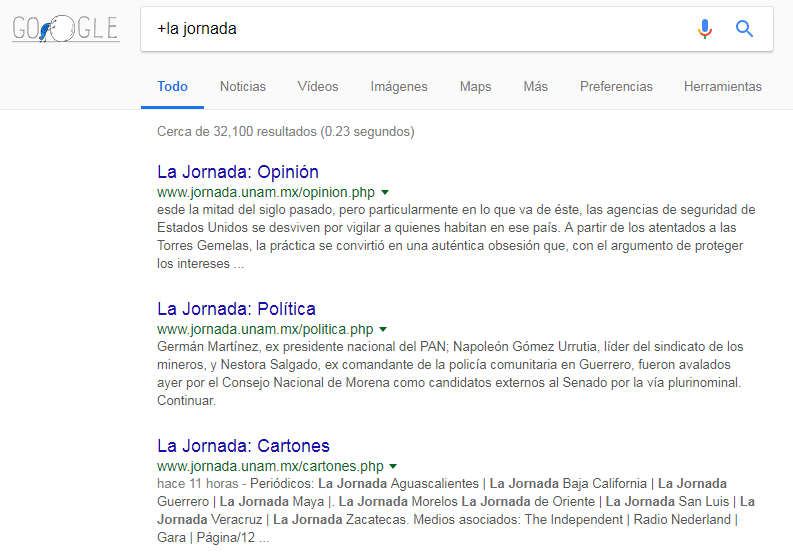 GOOGLE
+la jornada
Todo Noticias Vídeos Imágenes Maps Más Preferencias Herramientas
Cerca de 32,100 resultados (0.23 segundos)
La Jornada: Opinión
www.jornada.unam.mx/opinion.php
esde la mitad del siglo pasado, pero particularmente en lo que va de éste, las agencias de seguridad de
Estados Unidos se desviven por vigilar a quienes habitan en ese país. A partir de los atentados a las
Torres Gemelas, la práctica se convirtió en una auténtica obsesión que, con el argumento de proteger
los intereses ...
La Jornada: Política
www.jornada.unam.mx/politica.php
Germán Martínez, ex presidente nacional del PAN; Napoleón Gómez Urrutia, líder del sindicato de los
mineros, y Nestora Salgado, ex comandante de la policía comunitaria en Guerrero, fueron avalados
ayer por el Consejo Nacional de Morena como candidatos externos al Senado por la vía plurinominal.
Continuar.
La Jornada: Cartones
www.jornada.unam.mx/cartones.php
hace 11 horas - Periódicos: La Jornada Aguascalientes | La Jornada Baja California | La Jornada
Guerrero | La Jornada Maya |. La Jornada Morelos La Jornada de Oriente | La Jornada San Luis | La
Jornada Veracruz | La Jornada Zacatecas. Medios asociados: The Independent | Radio Nederland |
Gara | Página/12 ...